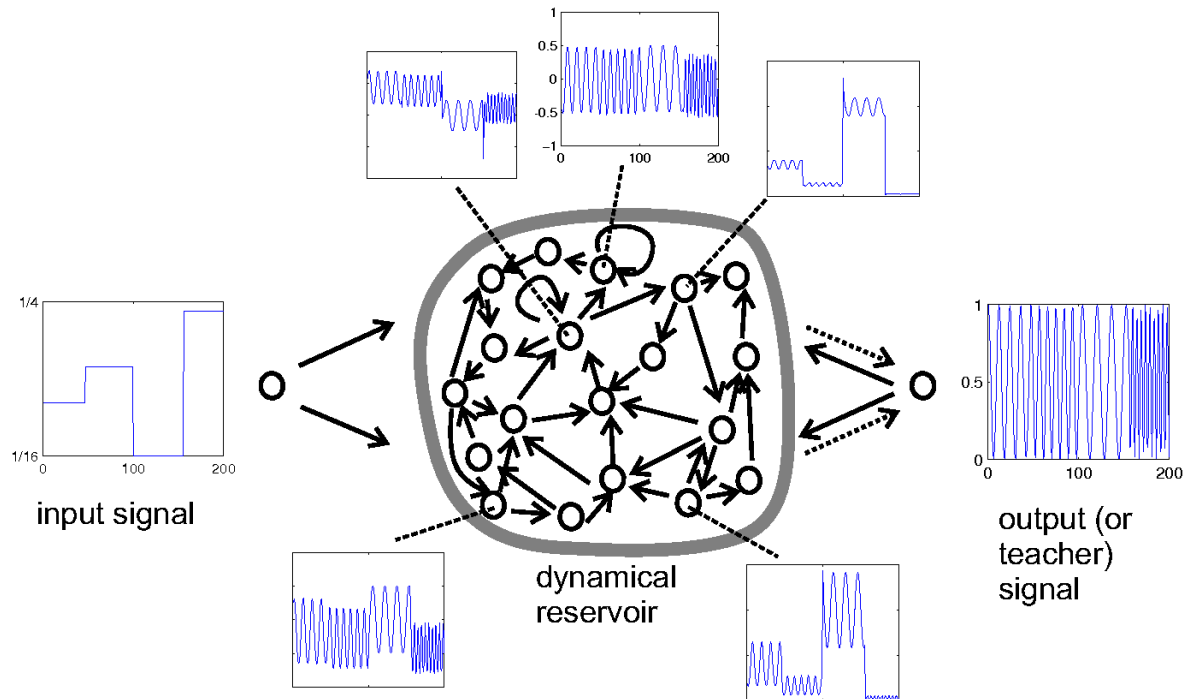 1
0.5
0
-0.5
-1
0 100 200
1/4
1/16
0 100 200
input signal
dynamical
reservoir
1
0.5
0
0 100 200
output (or
teacher)
signal